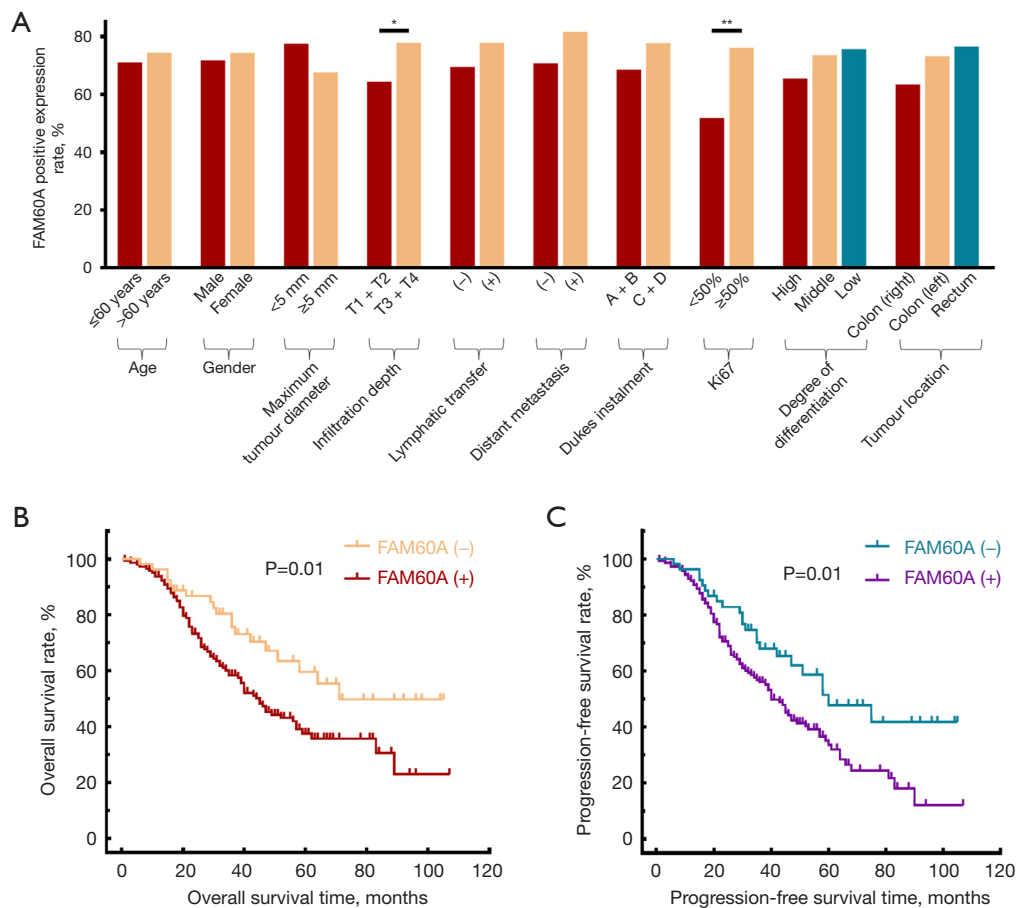 A
FAM60A positive expression
rate, %
80
60
40
20
0
*
**
≤60 years
>60 years
Male
Female
<5 mm
≥5 mm
T1 + T2
T3 + T4
(–)
(+)
(–)
(+)
A + B
C + D
<50%
≥50%
High
Middle
Low
Colon (right)
Colon (left)
Rectum
Age
Gender
Maximum
tumour diameter
Infiltration depth
Lymphatic transfer
Distant metastasis
Dukes instalment
Ki67
Degree of
differentiation
Tumour location
B
Overall survival rate, %
100
80
60
40
20
0
P=0.01
FAM60A (–)
FAM60A (+)
0 20 40 60 80 100 120
Overall survival time, months
C
Progression-free survival rate, %
100
80
60
40
20
0
P=0.01
FAM60A (–)
FAM60A (+)
0 20 40 60 80 100 120
Progression-free survival time, months